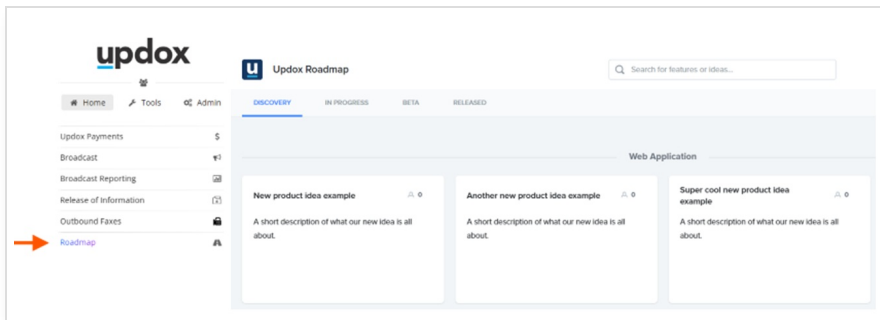 updox
Home Tools Admin
Updox Payments
Broadcast
Broadcast Reporting
Release of Information
Outbound Faxes
Roadmap
Updox Roadmap
Search for features or ideas...
DISCOVERY IN PROGRESS BETA RELEASED
Web Application
New product idea example 0
A short description of what our new idea is all
about.
Another new product idea example 0
A short description of what our new idea is all
about.
Super cool new product idea
example 0
A short description of what our new idea is all
about.